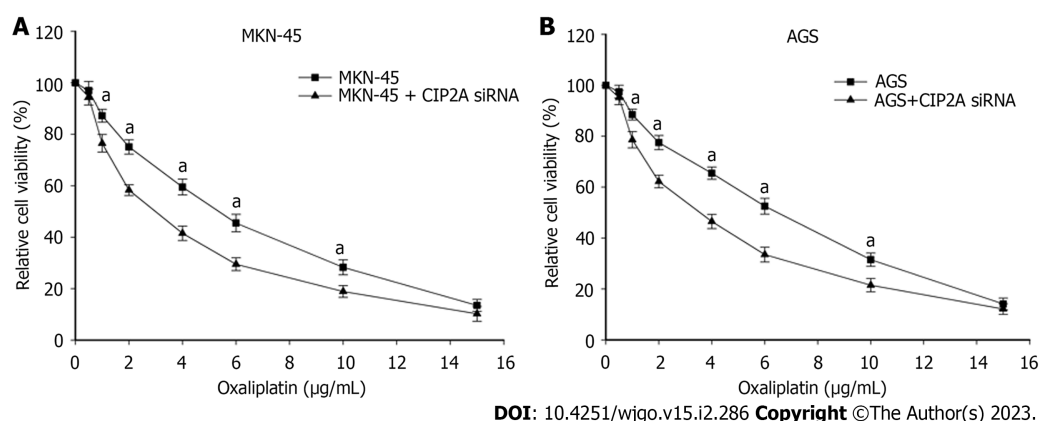 A
MKN-45
120
100
80
60
40
20
0
Relative cell viability (%)
MKN-45
MKN-45 + CIP2A siRNA
a
a
a
a
a
0 2 4 6 8 10 12 14 16
Oxaliplatin (µg/mL)
B
AGS
120
100
80
60
40
20
0
Relative cell viability (%)
AGS
AGS+CIP2A siRNA
a
a
a
a
a
0 2 4 6 8 10 12 14 16
Oxaliplatin (µg/mL)
DOI: 10.4251/wjgo.v15.i2.286 Copyright ©The Author(s) 2023.